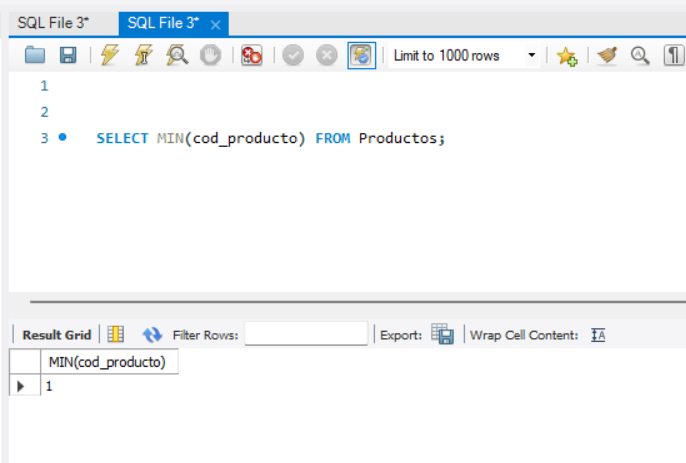 SQL File 3* SQL File 3*
Limit to 1000 rows
1
2
3 SELECT MIN(cod_producto) FROM Productos;
Result Grid Filter Rows: Export: Wrap Cell Content: IA
MIN(cod_producto)
1